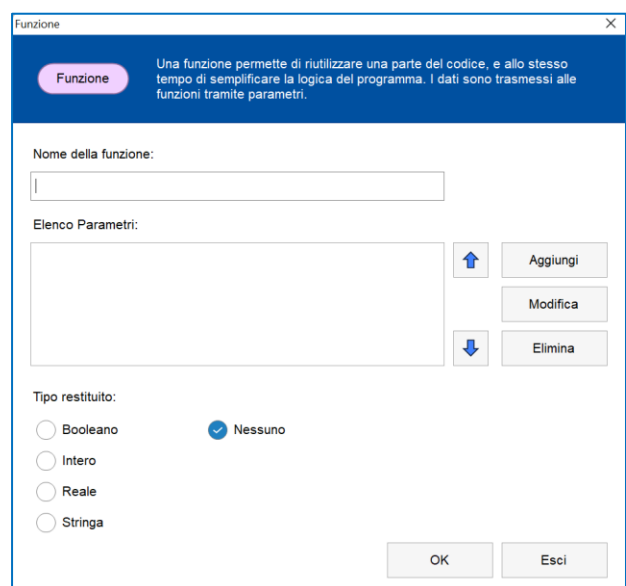 Funzione
Funzione
Una funzione permette di riutilizzare una parte del codice, e allo stesso
tempo di semplificare la logica del programma. I dati sono trasmessi alle
funzioni tramite parametri.
Nome della funzione:
Elenco Parametri:
Aggiungi
Modifica
Elimina
Tipo restituito:
Booleano
Nessuno
Intero
Reale
Stringa
OK
Esci